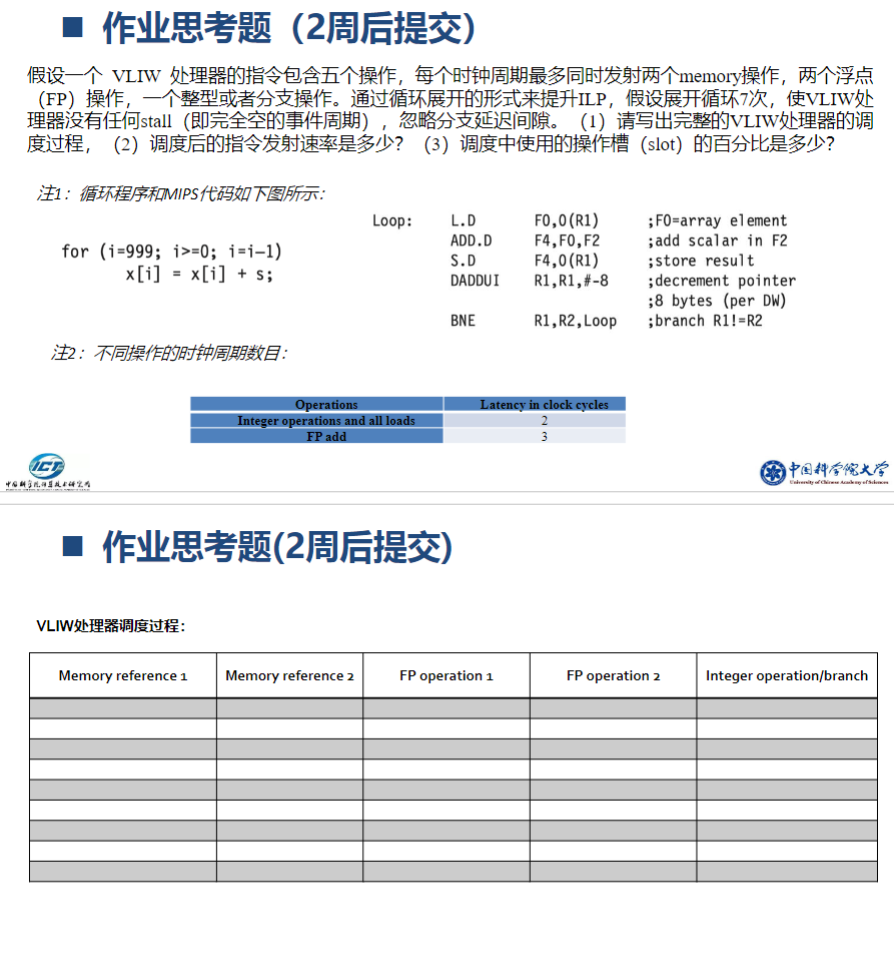 ■ 作业思考题（2周后提交）
假设一个 VLIW 处理器的指令包含五个操作，每个时钟周期最多同时发射两个memory操作，两个浮点
（FP）操作，一个整型或者分支操作。通过循环展开的形式来提升ILP，假设展开循环7次，使VLIW处
理器没有任何stall（即完全空的事件周期），忽略分支延迟间隙。（1）请写出完整的VLIW处理器的调
度过程，（2）调度后的指令发射速率是多少？（3）调度中使用的操作槽（slot）的百分比是多少？
注1：循环程序和MIPS代码如下图所示：
for (i=999; i>=0; i=i-1)
x[i] = x[i] + s;
Loop: L.D F0,0(R1) ;F0=array element
ADD.D F4,F0,F2 ;add scalar in F2
S.D F4,0(R1) ;store result
DADDUI R1,R1,#-8 ;decrement pointer
;8 bytes (per DW)
BNE R1,R2,Loop ;branch R1!=R2
注2：不同操作的时钟周期数目：
Operations Latency in clock cycles
Integer operations and all loads 2
FP add 3
ICT
中国科学院计算技术研究所
中国科学院大学
University of Chinese Academy of Sciences
■ 作业思考题(2周后提交)
VLIW处理器调度过程：
Memory reference 1 Memory reference 2 FP operation 1 FP operation 2 Integer operation/branch